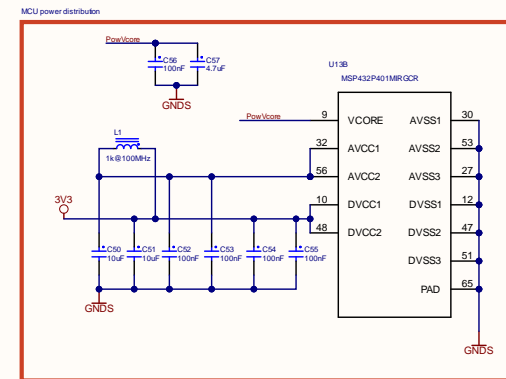 MCU power distribution
PowVcore
C56
100nF
C57
4.7uF
GNDS
U13B
MSP432P401MIRGCR
PowVcore
9 VCORE AVSS1 30
32 AVCC1 AVSS2 53
56 AVCC2 AVSS3 27
10 DVCC1 DVSS1 12
48 DVCC2 DVSS2 47
DVSS3 51
PAD 65
GNDS
L1
1k@100MHz
3V3
C50
10uF
C51
10uF
C52
100nF
C53
100nF
C54
100nF
C55
100nF
GNDS